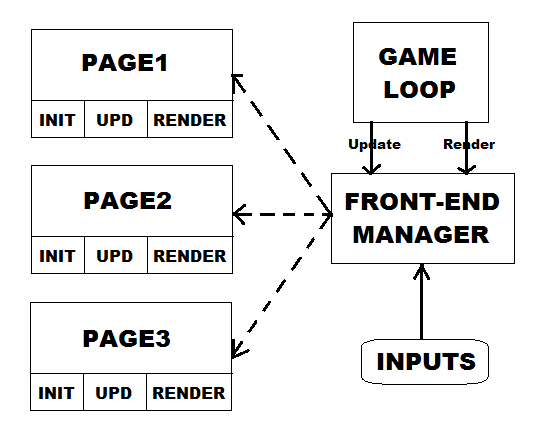 PAGE1
INIT UPD RENDER
PAGE2
INIT UPD RENDER
PAGE3
INIT UPD RENDER
GAME
LOOP
Update Render
FRONT-END
MANAGER
INPUTS